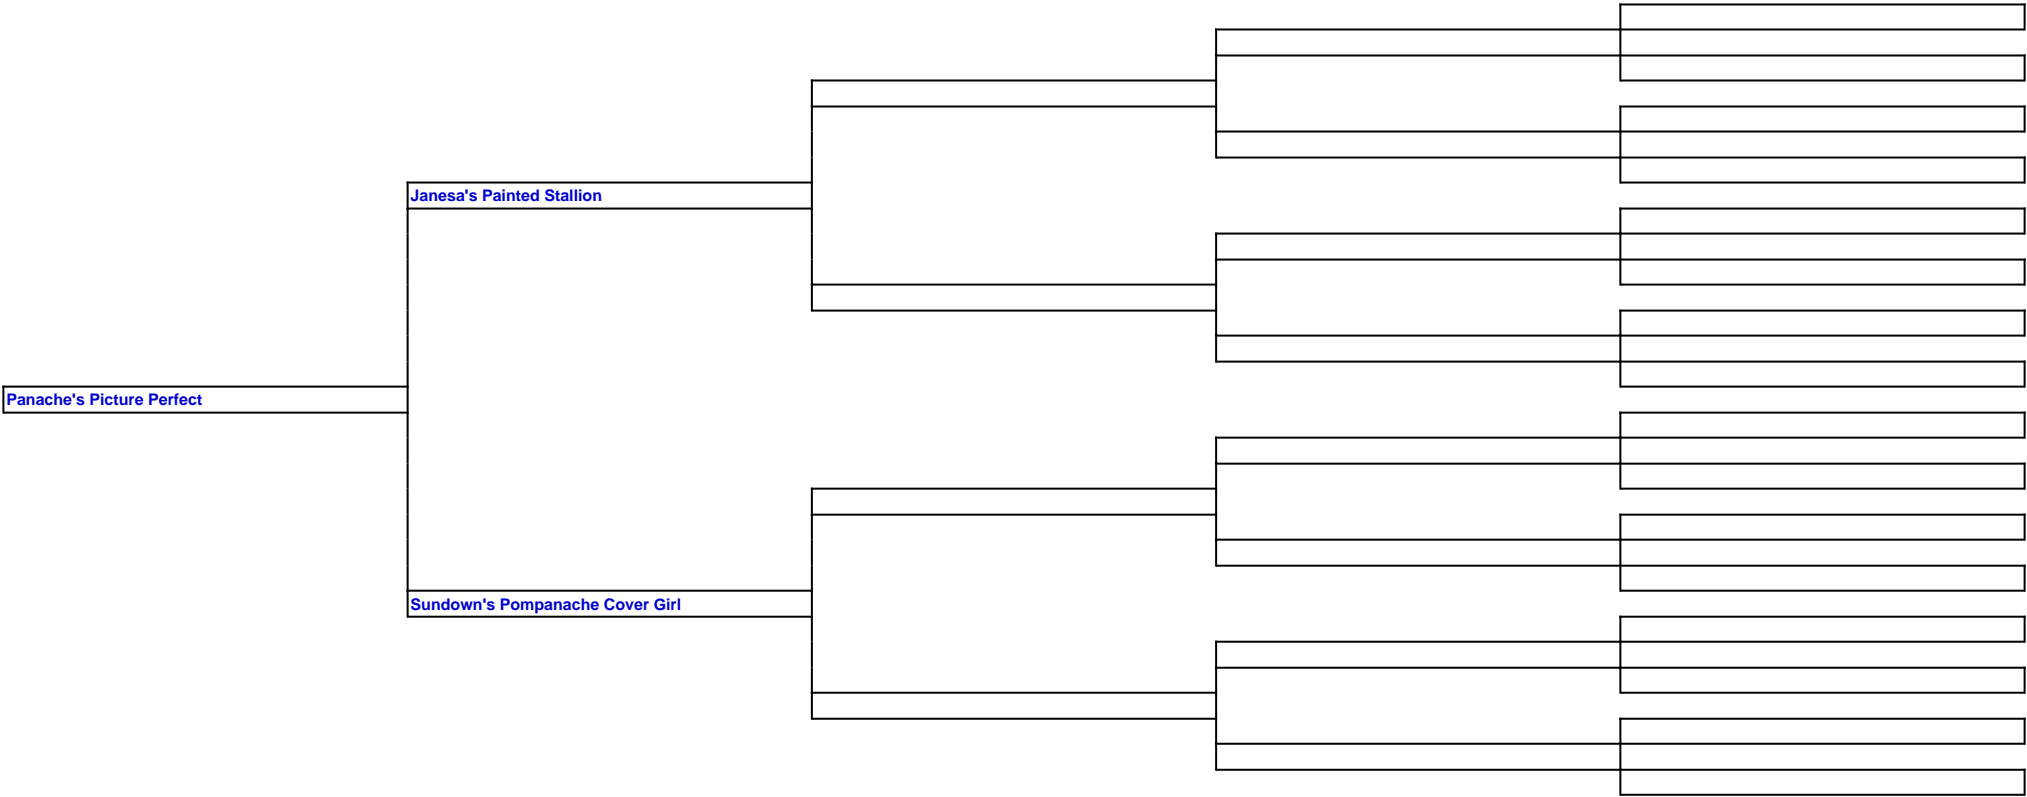 Janesa's Painted Stallion
Panache's Picture Perfect
Sundown's Pompanache Cover Girl